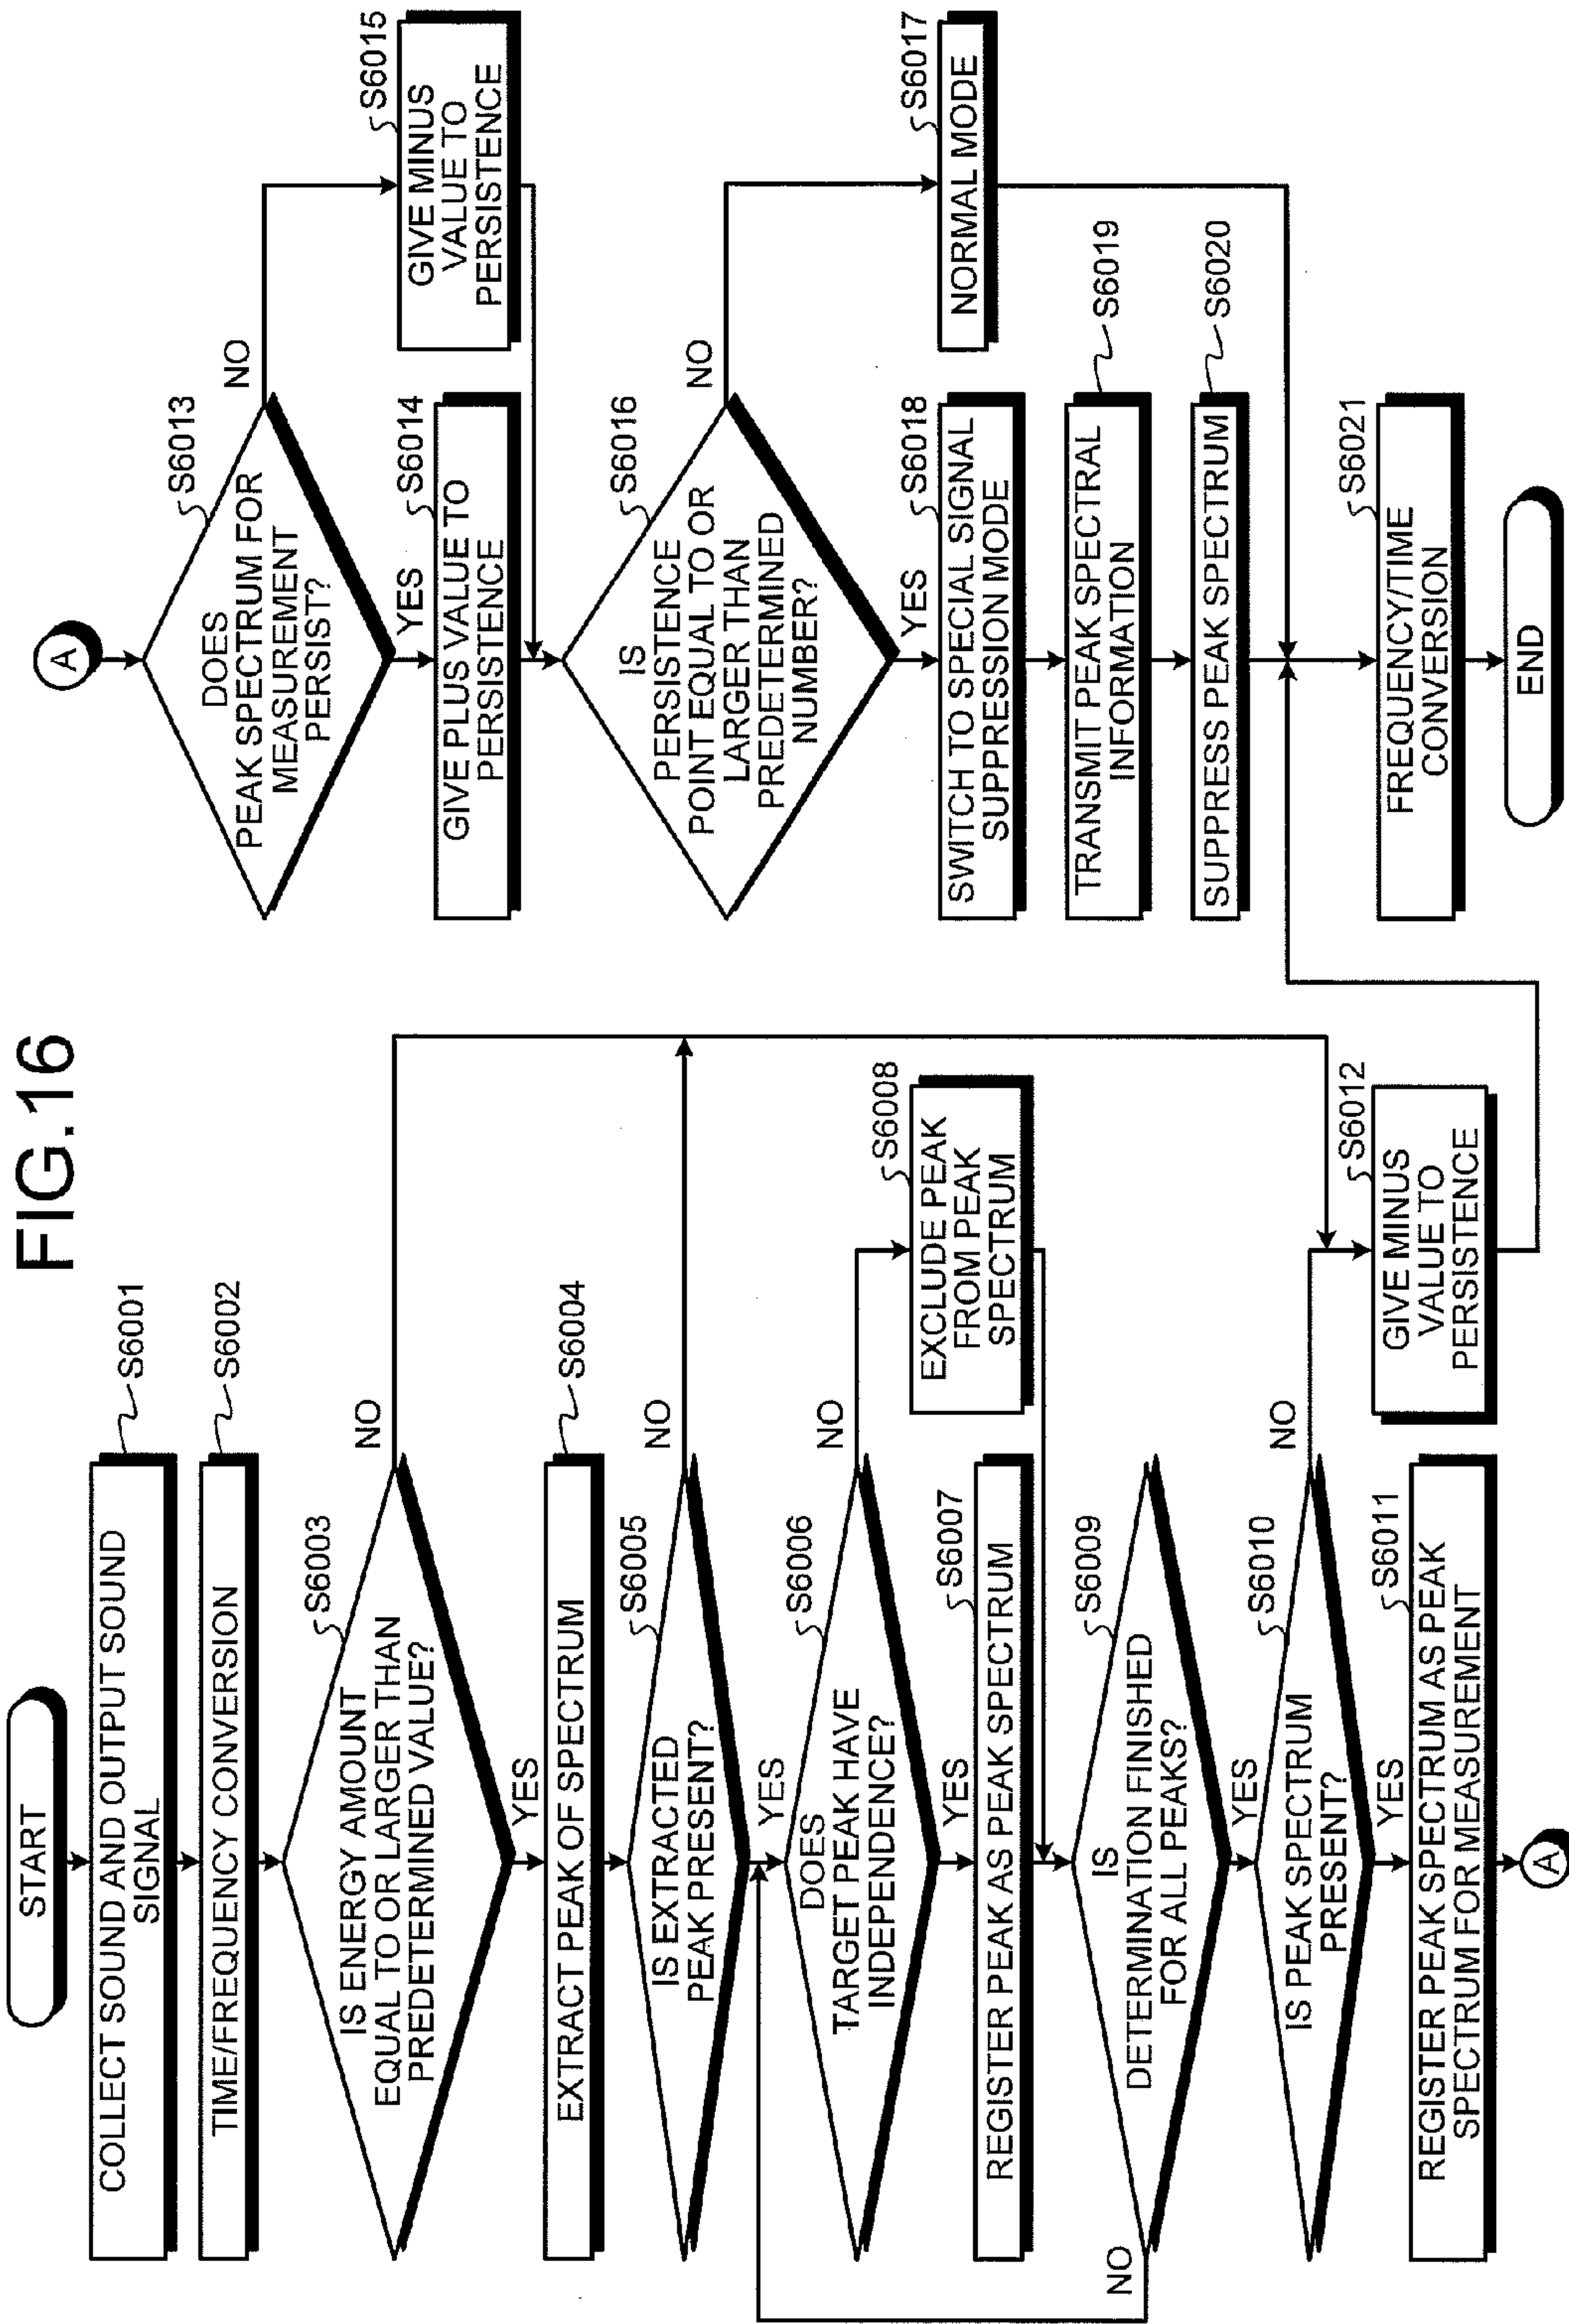 FIG.16
START
COLLECT SOUND AND OUTPUT SOUND
SIGNAL
S6001
TIME/FREQUENCY CONVERSION
S6002
IS ENERGY AMOUNT
EQUAL TO OR LARGER THAN
PREDETERMINED VALUE?
S6003
NO
YES
EXTRACT PEAK OF SPECTRUM
S6004
IS EXTRACTED
PEAK PRESENT?
S6005
NO
YES
DOES
TARGET PEAK HAVE
INDEPENDENCE?
S6006
NO
YES
REGISTER PEAK AS PEAK SPECTRUM
S6007
EXCLUDE PEAK
FROM PEAK
SPECTRUM
S6008
IS
DETERMINATION FINISHED
FOR ALL PEAKS?
S6009
NO
YES
IS PEAK SPECTRUM
PRESENT?
S6010
NO
YES
REGISTER PEAK SPECTRUM AS PEAK
SPECTRUM FOR MEASUREMENT
S6011
GIVE MINUS
VALUE TO
PERSISTENCE
S6012
A
A
DOES
PEAK SPECTRUM FOR
MEASUREMENT
PERSIST?
S6013
NO
YES
GIVE PLUS VALUE TO
PERSISTENCE
S6014
GIVE MINUS
VALUE TO
PERSISTENCE
S6015
IS
PERSISTENCE
POINT EQUAL TO OR
LARGER THAN
PREDETERMINED
NUMBER?
S6016
NO
YES
NORMAL MODE
S6017
SWITCH TO SPECIAL SIGNAL
SUPPRESSION MODE
S6018
TRANSMIT PEAK SPECTRAL
INFORMATION
S6019
SUPPRESS PEAK SPECTRUM
S6020
FREQUENCY/TIME
CONVERSION
S6021
END